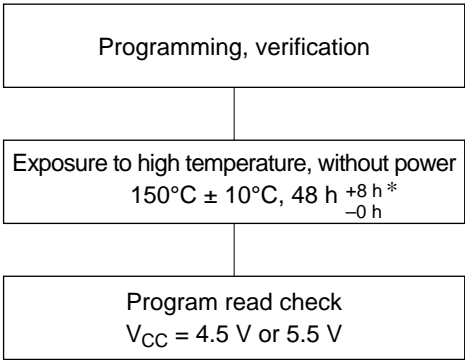 Programming, verification
Exposure to high temperature, without power
150°C ± 10°C, 48 h +8 h * −0 h
Program read check
VCC = 4.5 V or 5.5 V